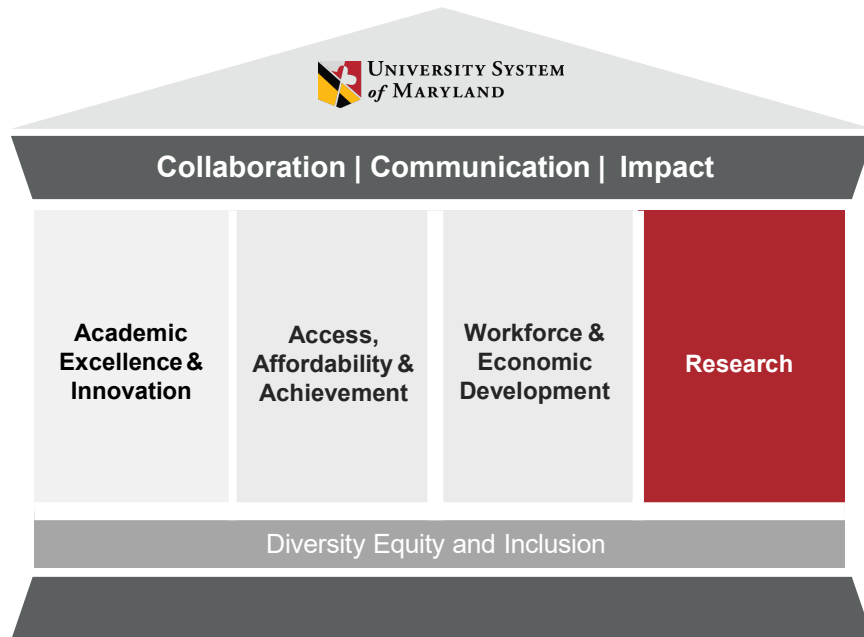 UNIVERSITY SYSTEM
of MARYLAND
Collaboration | Communication | Impact
Academic
Excellence &
Innovation
Access,
Affordability &
Achievement
Workforce &
Economic
Development
Research
Diversity Equity and Inclusion